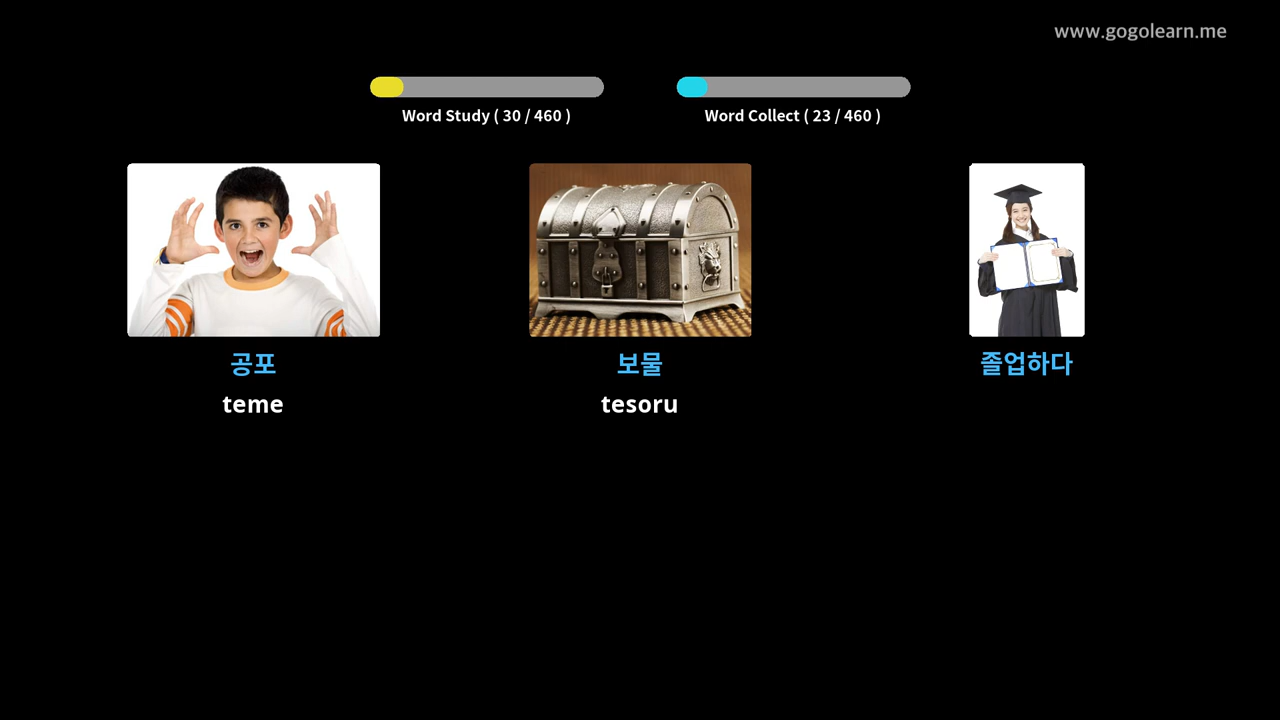 www.gogolearn.me
Word Study ( 30 / 460 )
Word Collect ( 23 / 460 )
공포
보물
졸업하다
teme
tesoru